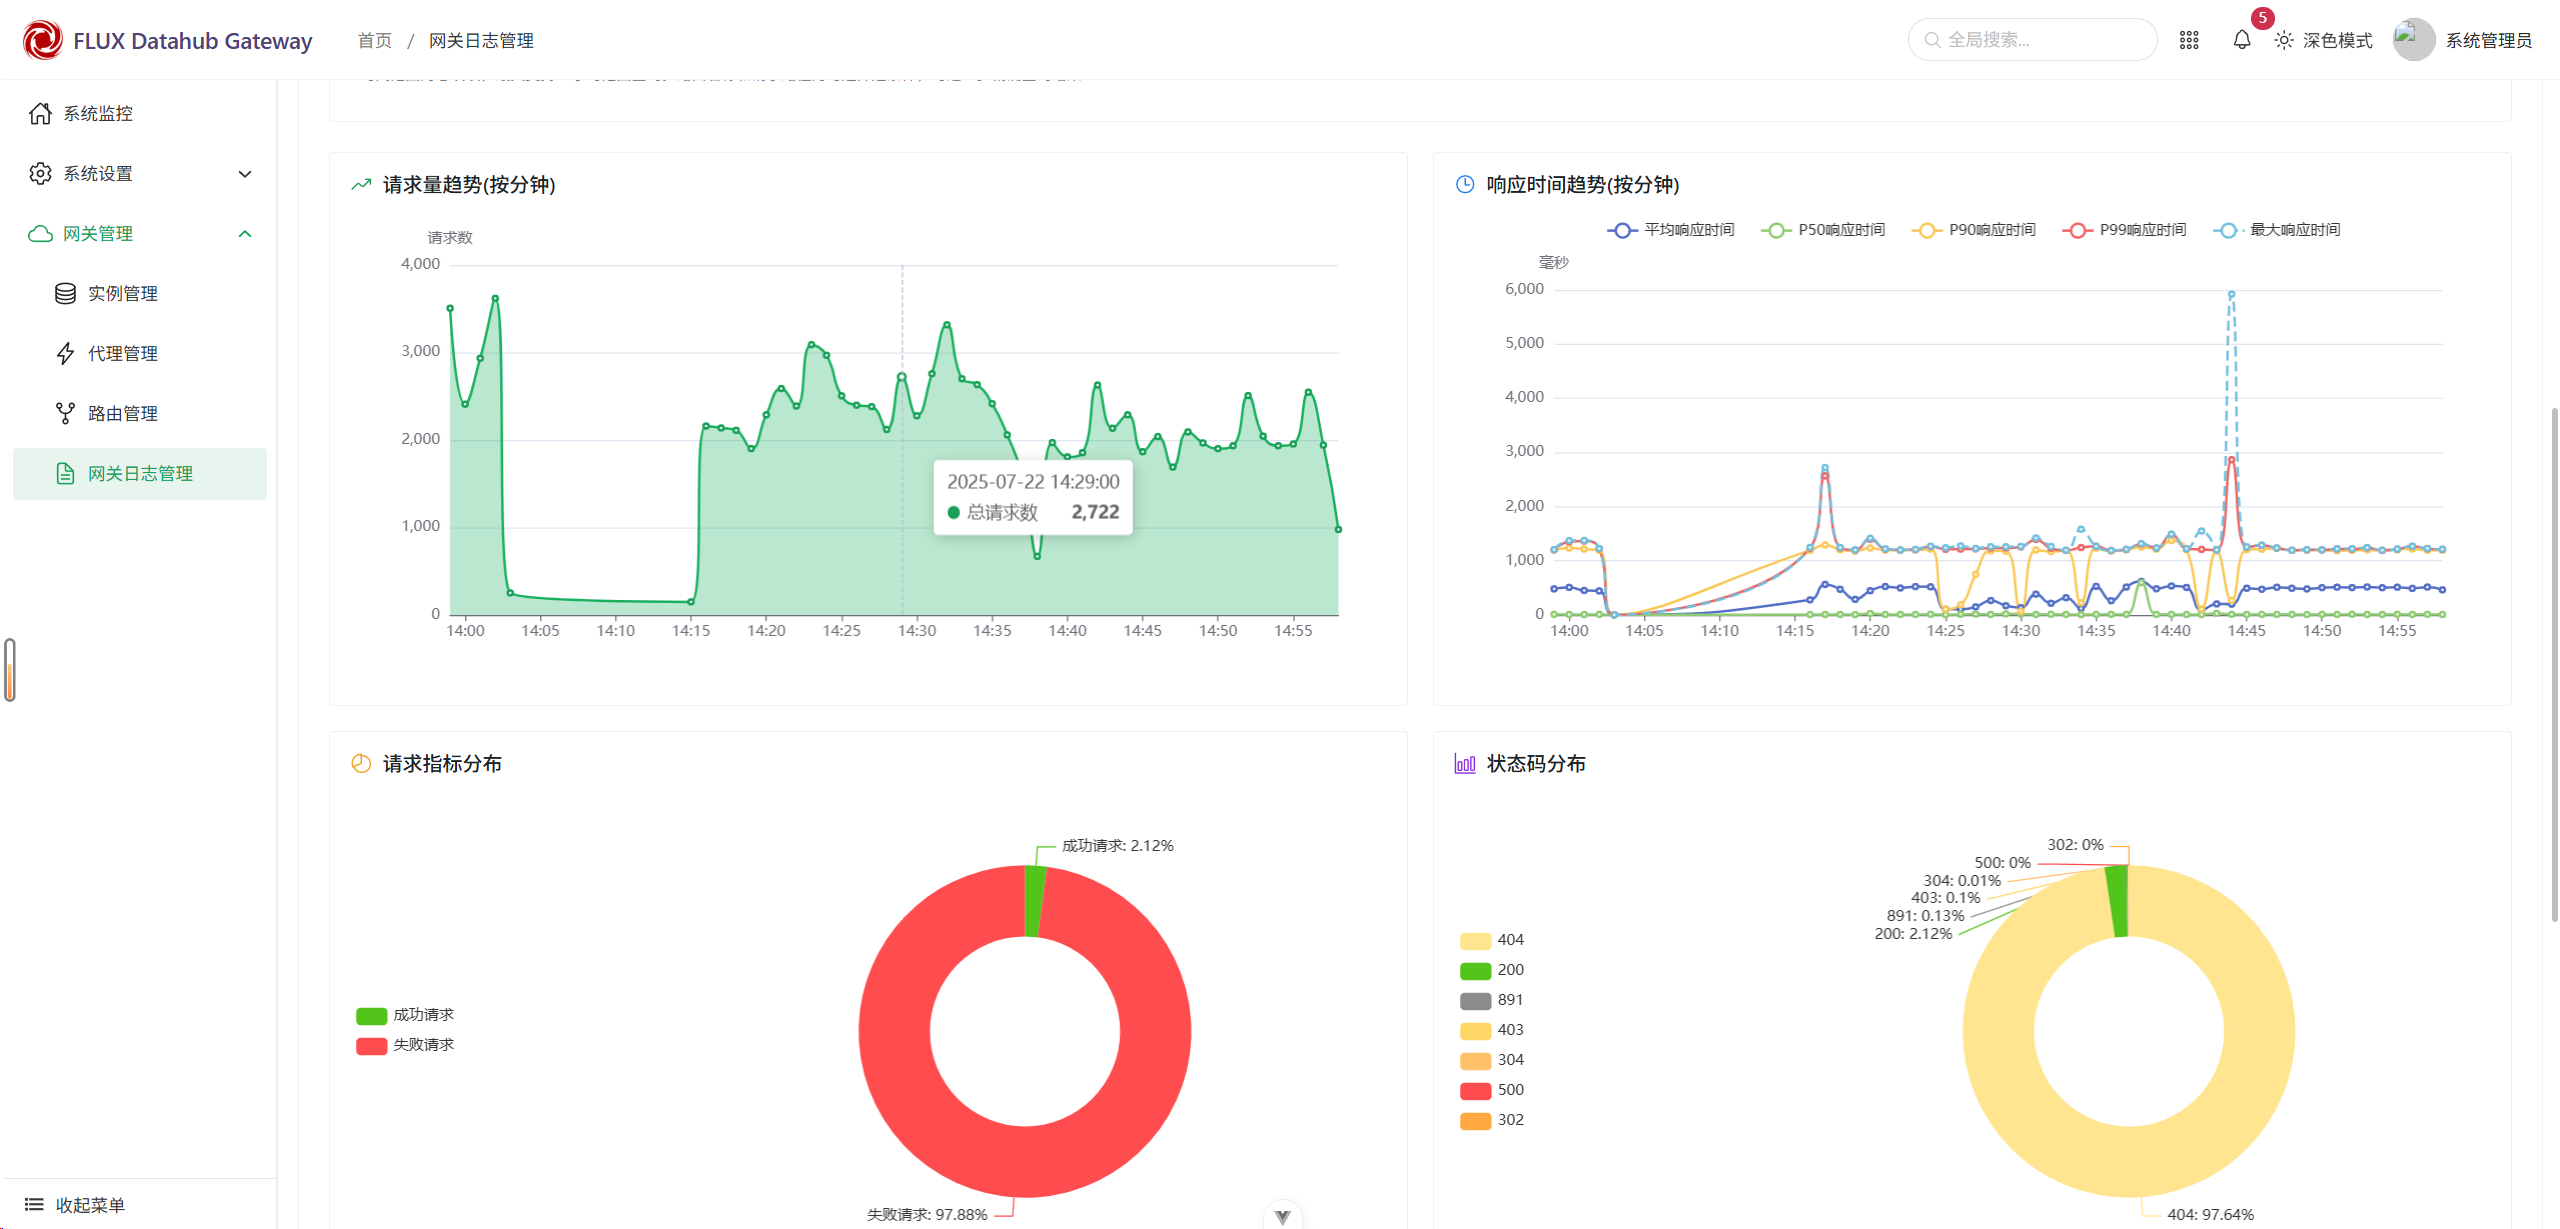 FLUX Datahub Gateway
首页 / 网关日志管理
全局搜索...
5
深色模式
系统管理员
系统监控
系统设置
网关管理
实例管理
代理管理
路由管理
网关日志管理
收起菜单
请求量趋势(按分钟)
请求数
4,000
3,000
2,000
1,000
0
14:00 14:05 14:10 14:15 14:20 14:25 14:30 14:35 14:40 14:45 14:50 14:55
2025-07-22 14:29:00
总请求数 2,722
响应时间趋势(按分钟)
平均响应时间 P50响应时间 P90响应时间 P99响应时间 最大响应时间
毫秒
6,000
5,000
4,000
3,000
2,000
1,000
0
14:00 14:05 14:10 14:15 14:20 14:25 14:30 14:35 14:40 14:45 14:50 14:55
请求指标分布
成功请求: 2.12%
成功请求
失败请求
失败请求: 97.88%
状态码分布
302: 0%
500: 0%
304: 0.01%
403: 0.1%
891: 0.13%
200: 2.12%
404
200
891
403
304
500
302
404: 97.64%